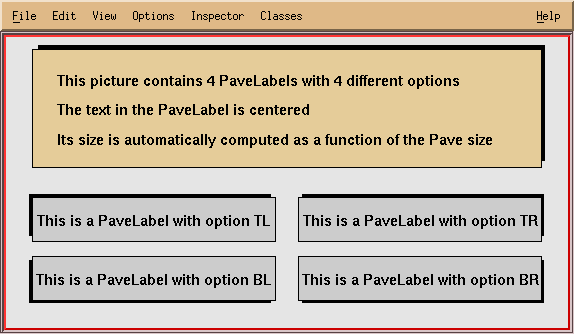 File Edit View Options Inspector Classes Help
This picture contains 4 PaveLabels with 4 different options
The text in the PaveLabel is centered
Its size is automatically computed as a function of the Pave size
This is a PaveLabel with option TL
This is a PaveLabel with option TR
This is a PaveLabel with option BL
This is a PaveLabel with option BR